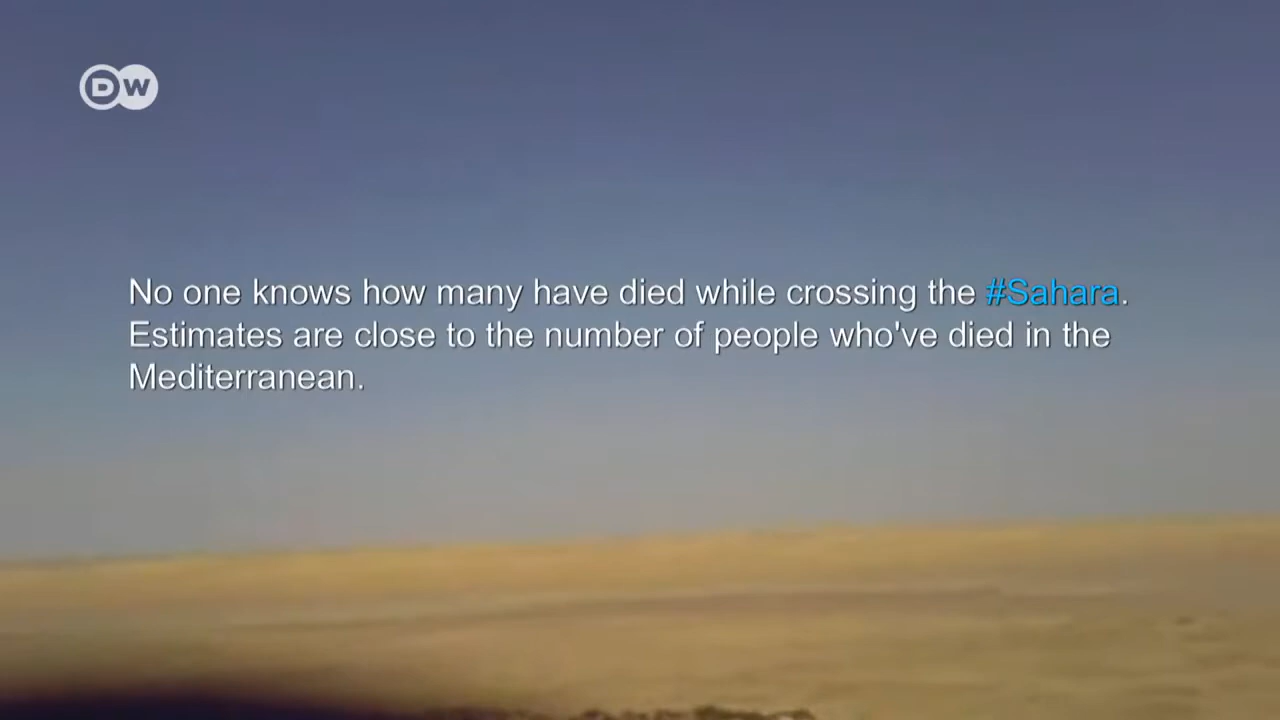 DW
No one knows how many have died while crossing the #Sahara.
Estimates are close to the number of people who've died in the
Mediterranean.